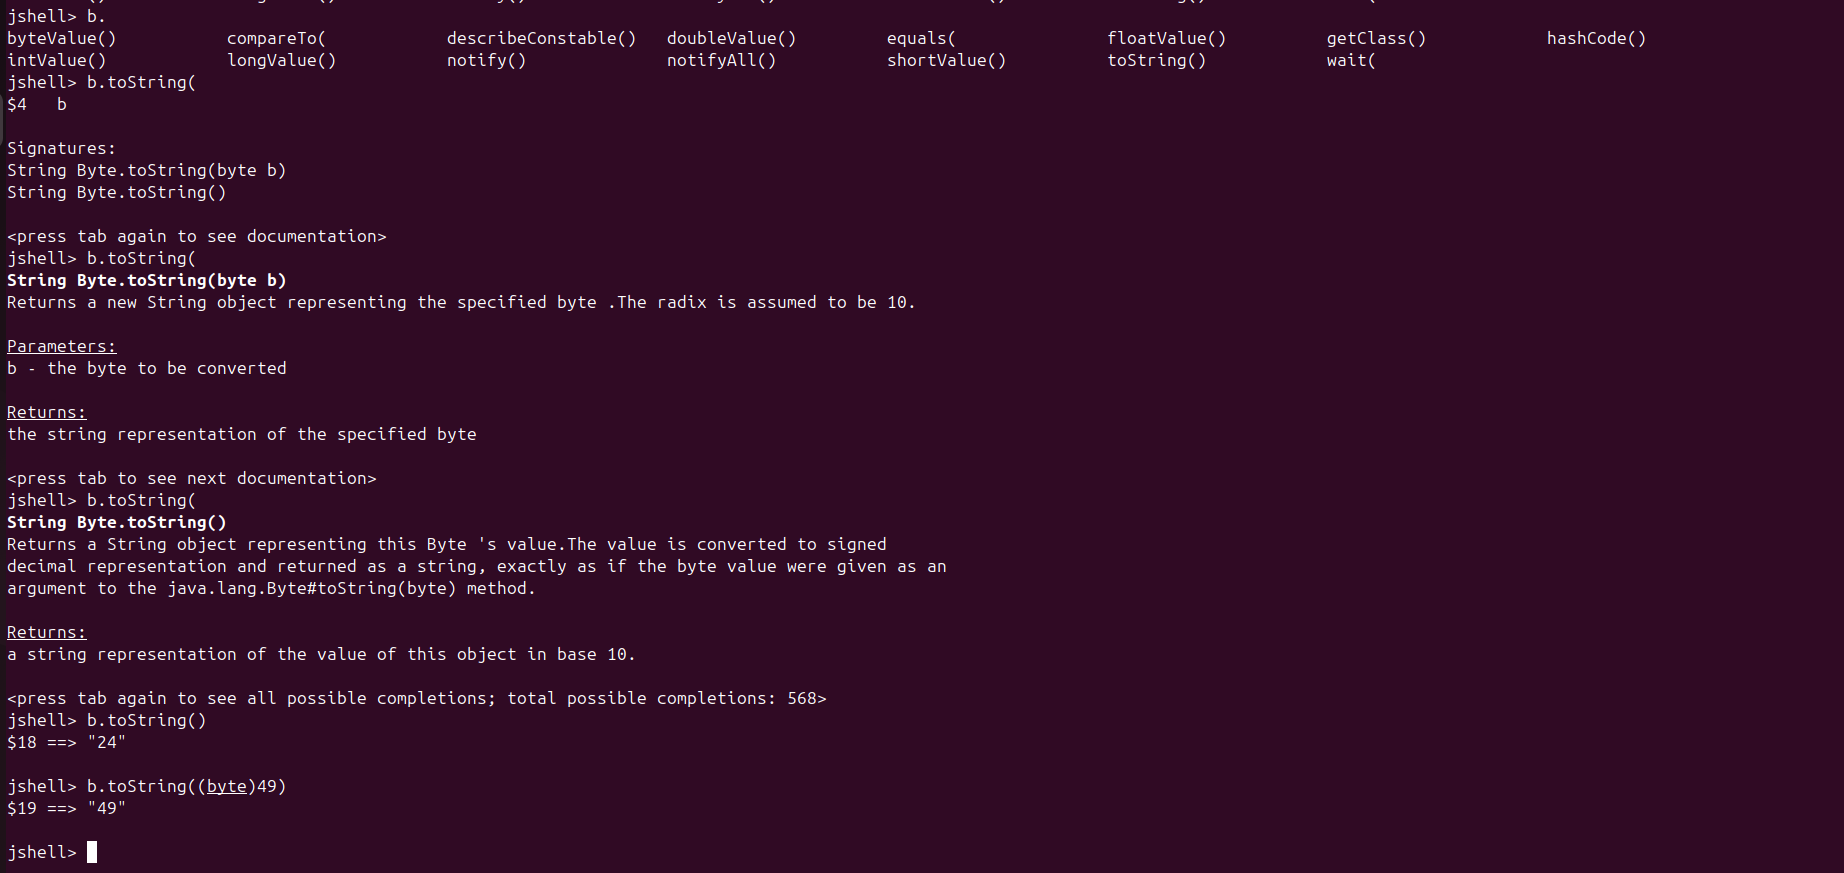 jshell> b.
byteValue() compareTo( describeConstable() doubleValue() equals( floatValue() getClass() hashCode()
intValue() longValue() notify() notifyAll() shortValue() toString() wait(
jshell> b.toString(
$4 b
Signatures:
String Byte.toString(byte b)
String Byte.toString()
<press tab again to see documentation>
jshell> b.toString(
String Byte.toString(byte b)
Returns a new String object representing the specified byte .The radix is assumed to be 10.
Parameters:
b - the byte to be converted
Returns:
the string representation of the specified byte
<press tab to see next documentation>
jshell> b.toString(
String Byte.toString()
Returns a String object representing this Byte 's value.The value is converted to signed
decimal representation and returned as a string, exactly as if the byte value were given as an
argument to the java.lang.Byte#toString(byte) method.
Returns:
a string representation of the value of this object in base 10.
<press tab again to see all possible completions; total possible completions: 568>
jshell> b.toString()
$18 ==> "24"
jshell> b.toString((byte)49)
$19 ==> "49"
jshell>